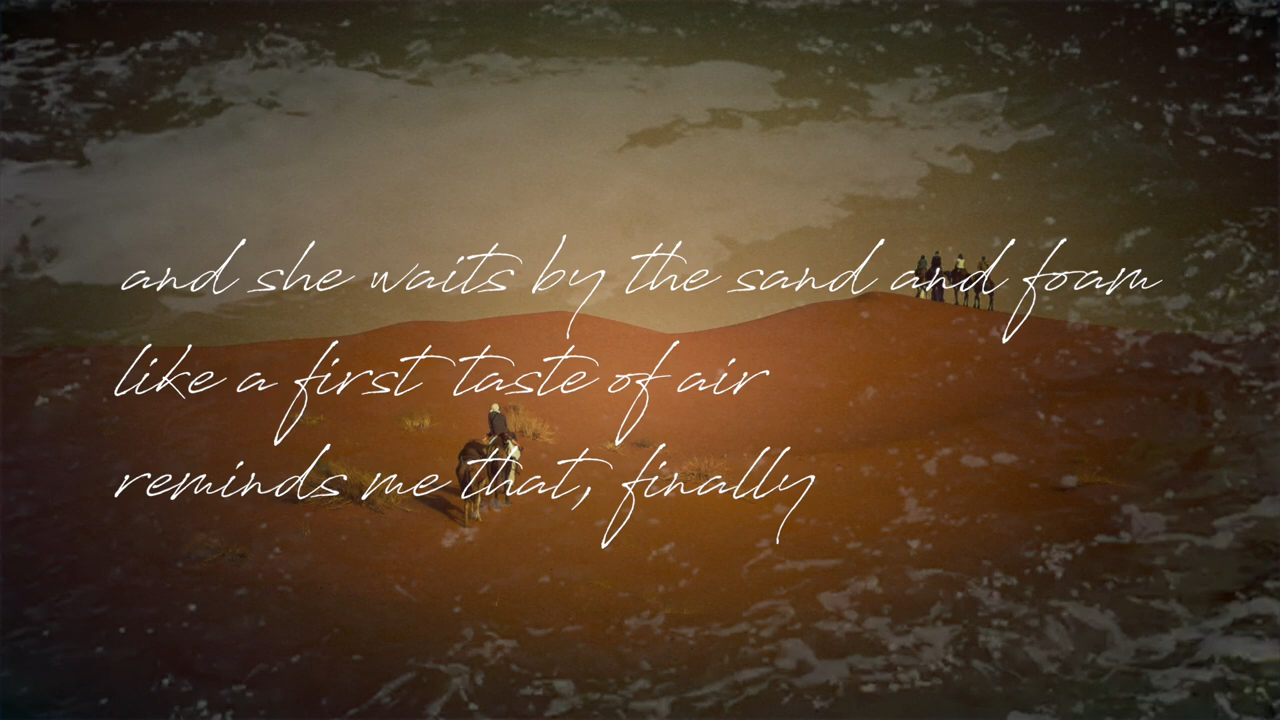 and she waits by the sand and foam
like a first taste of air
reminds me that, finally